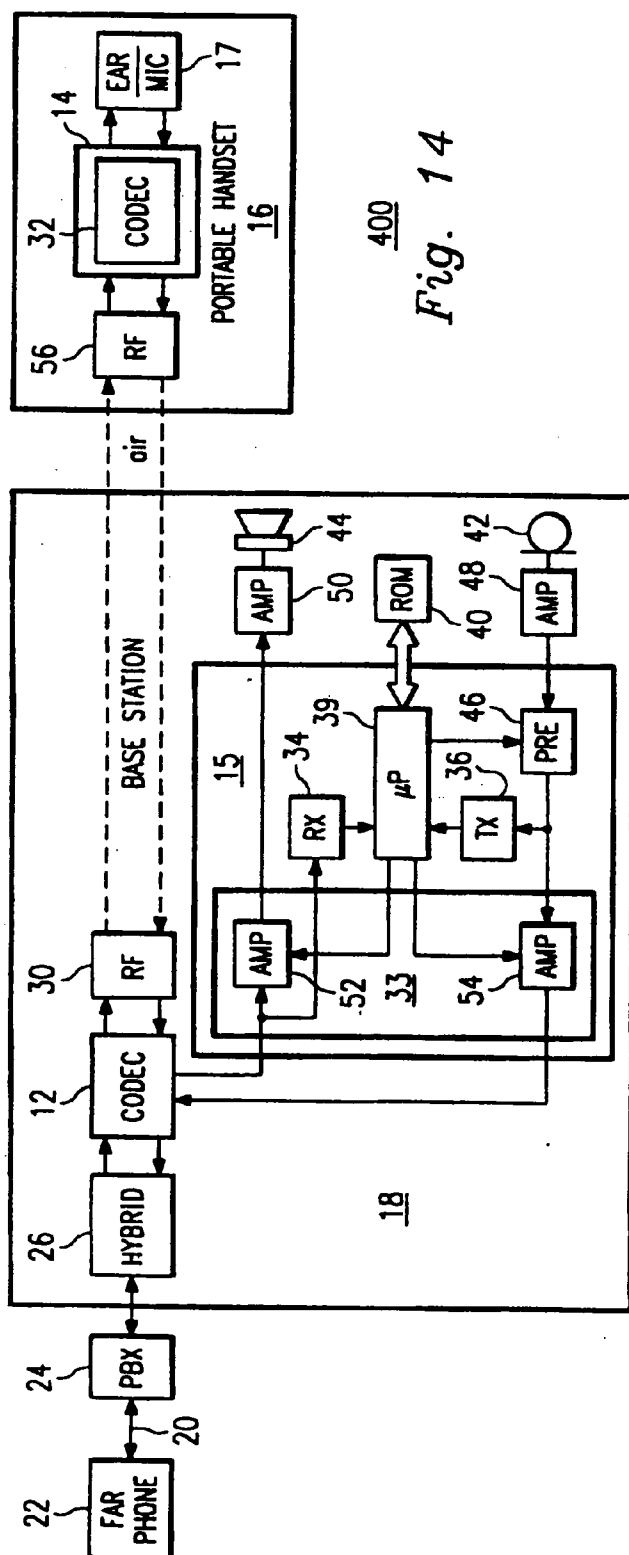 22
FAR
PHONE
20
24
PBX
26
HYBRID
12
CODEC
30
RF
BASE STATION
air
18
AMP
52
33
54
AMP
15
34
RX
39
μP
36
TX
46
PRE
ROM
40
AMP
50
44
42
48
AMP
56
RF
32
CODEC
14
EAR
MIC
17
PORTABLE HANDSET
16
400
Fig. 14